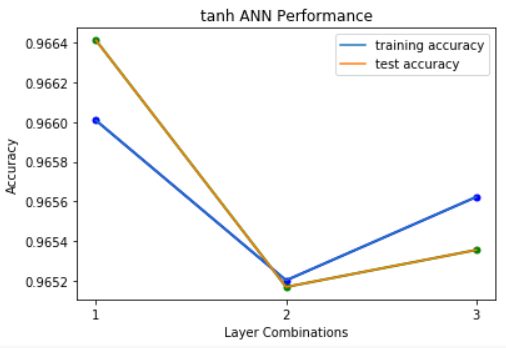 tanh ANN Performance
training accuracy
test accuracy
Accuracy
0.9664
0.9662
0.9660
0.9658
0.9656
0.9654
0.9652
1 2 3
Layer Combinations